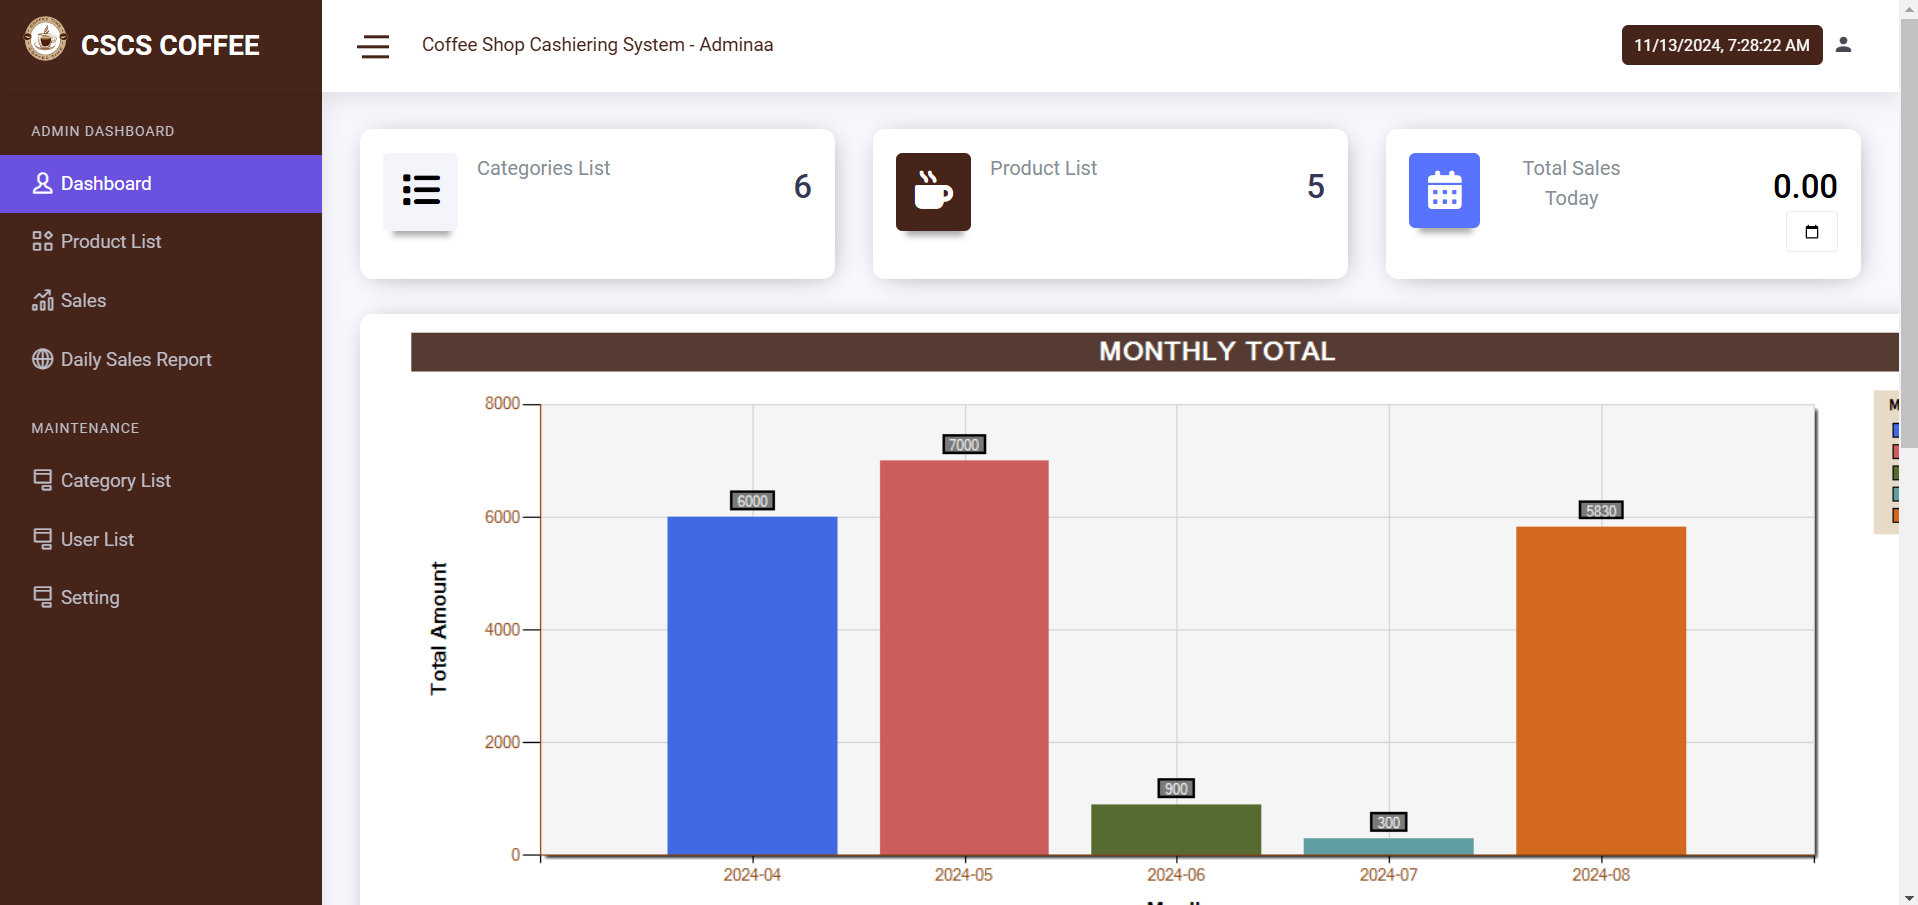 CSCS COFFEE
Coffee Shop Cashiering System - Adminaa
11/13/2024, 7:28:22 AM
ADMIN DASHBOARD
Dashboard
Product List
Sales
Daily Sales Report
MAINTENANCE
Category List
User List
Setting
Categories List
6
Product List
5
Total Sales
Today
0.00
MONTHLY TOTAL
Total Amount
8000
6000
4000
2000
0
6000
7000
900
300
5830
2024-04
2024-05
2024-06
2024-07
2024-08